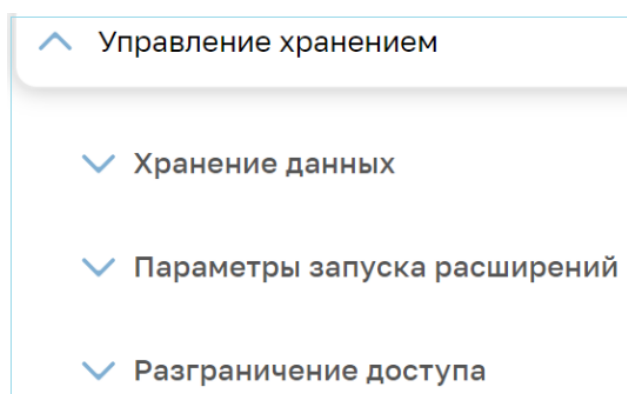 Управление хранением
Хранение данных
Параметры запуска расширений
Разграничение доступа